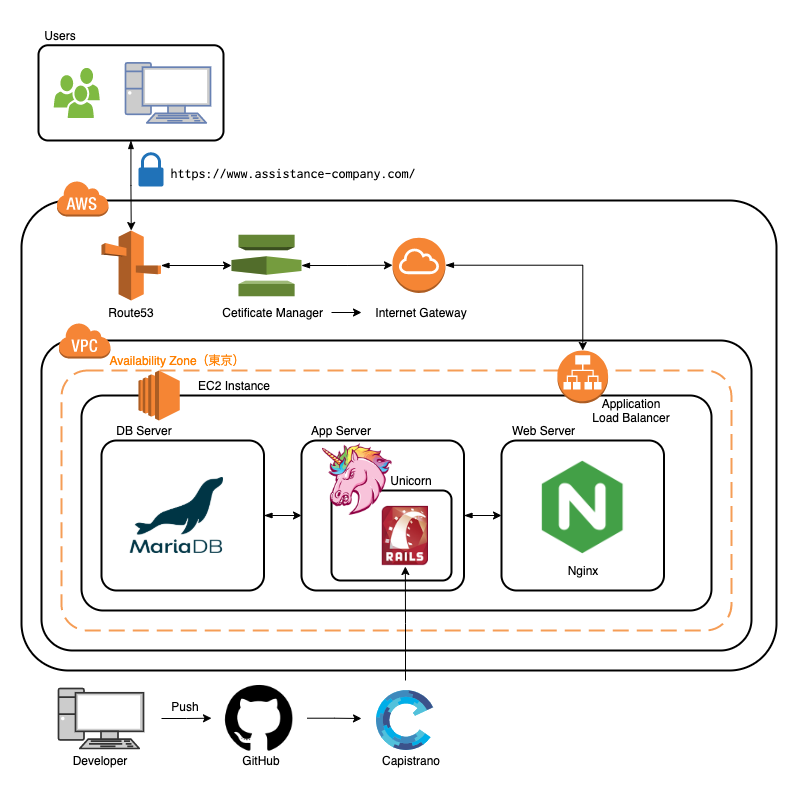 Users
https://www.assistance-company.com/
AWS
Route53
Cetificate Manager
Internet Gateway
VPC
Availability Zone（東京）
EC2 Instance
Application
Load Balancer
DB Server
App Server
Web Server
Unicorn
MariaDB
RAILS
N
Nginx
Push
Developer
GitHub
Capistrano